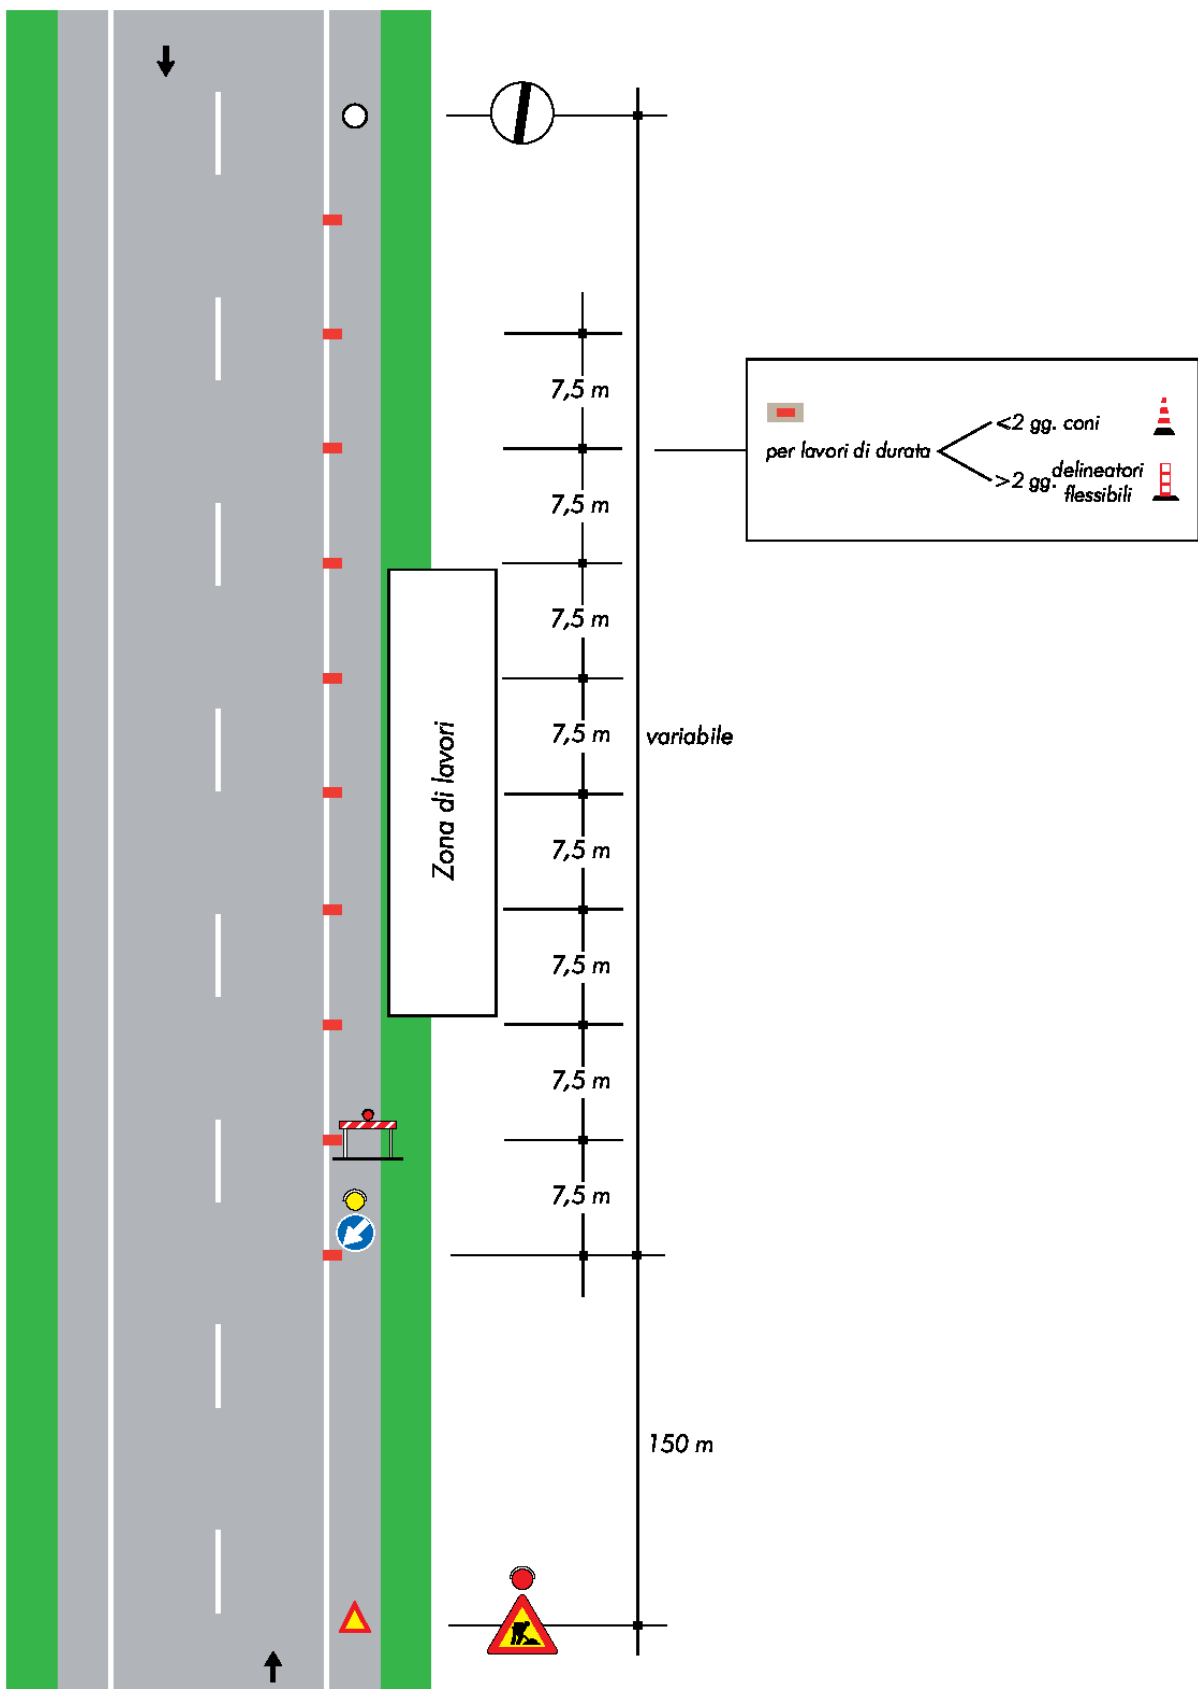 7,5 m
<2 gg. coni
per lavori di durata
>2 gg. delineatori
flessibili
7,5 m
7,5 m
Zona di lavori
7,5 m
variabile
7,5 m
7,5 m
7,5 m
7,5 m
150 m